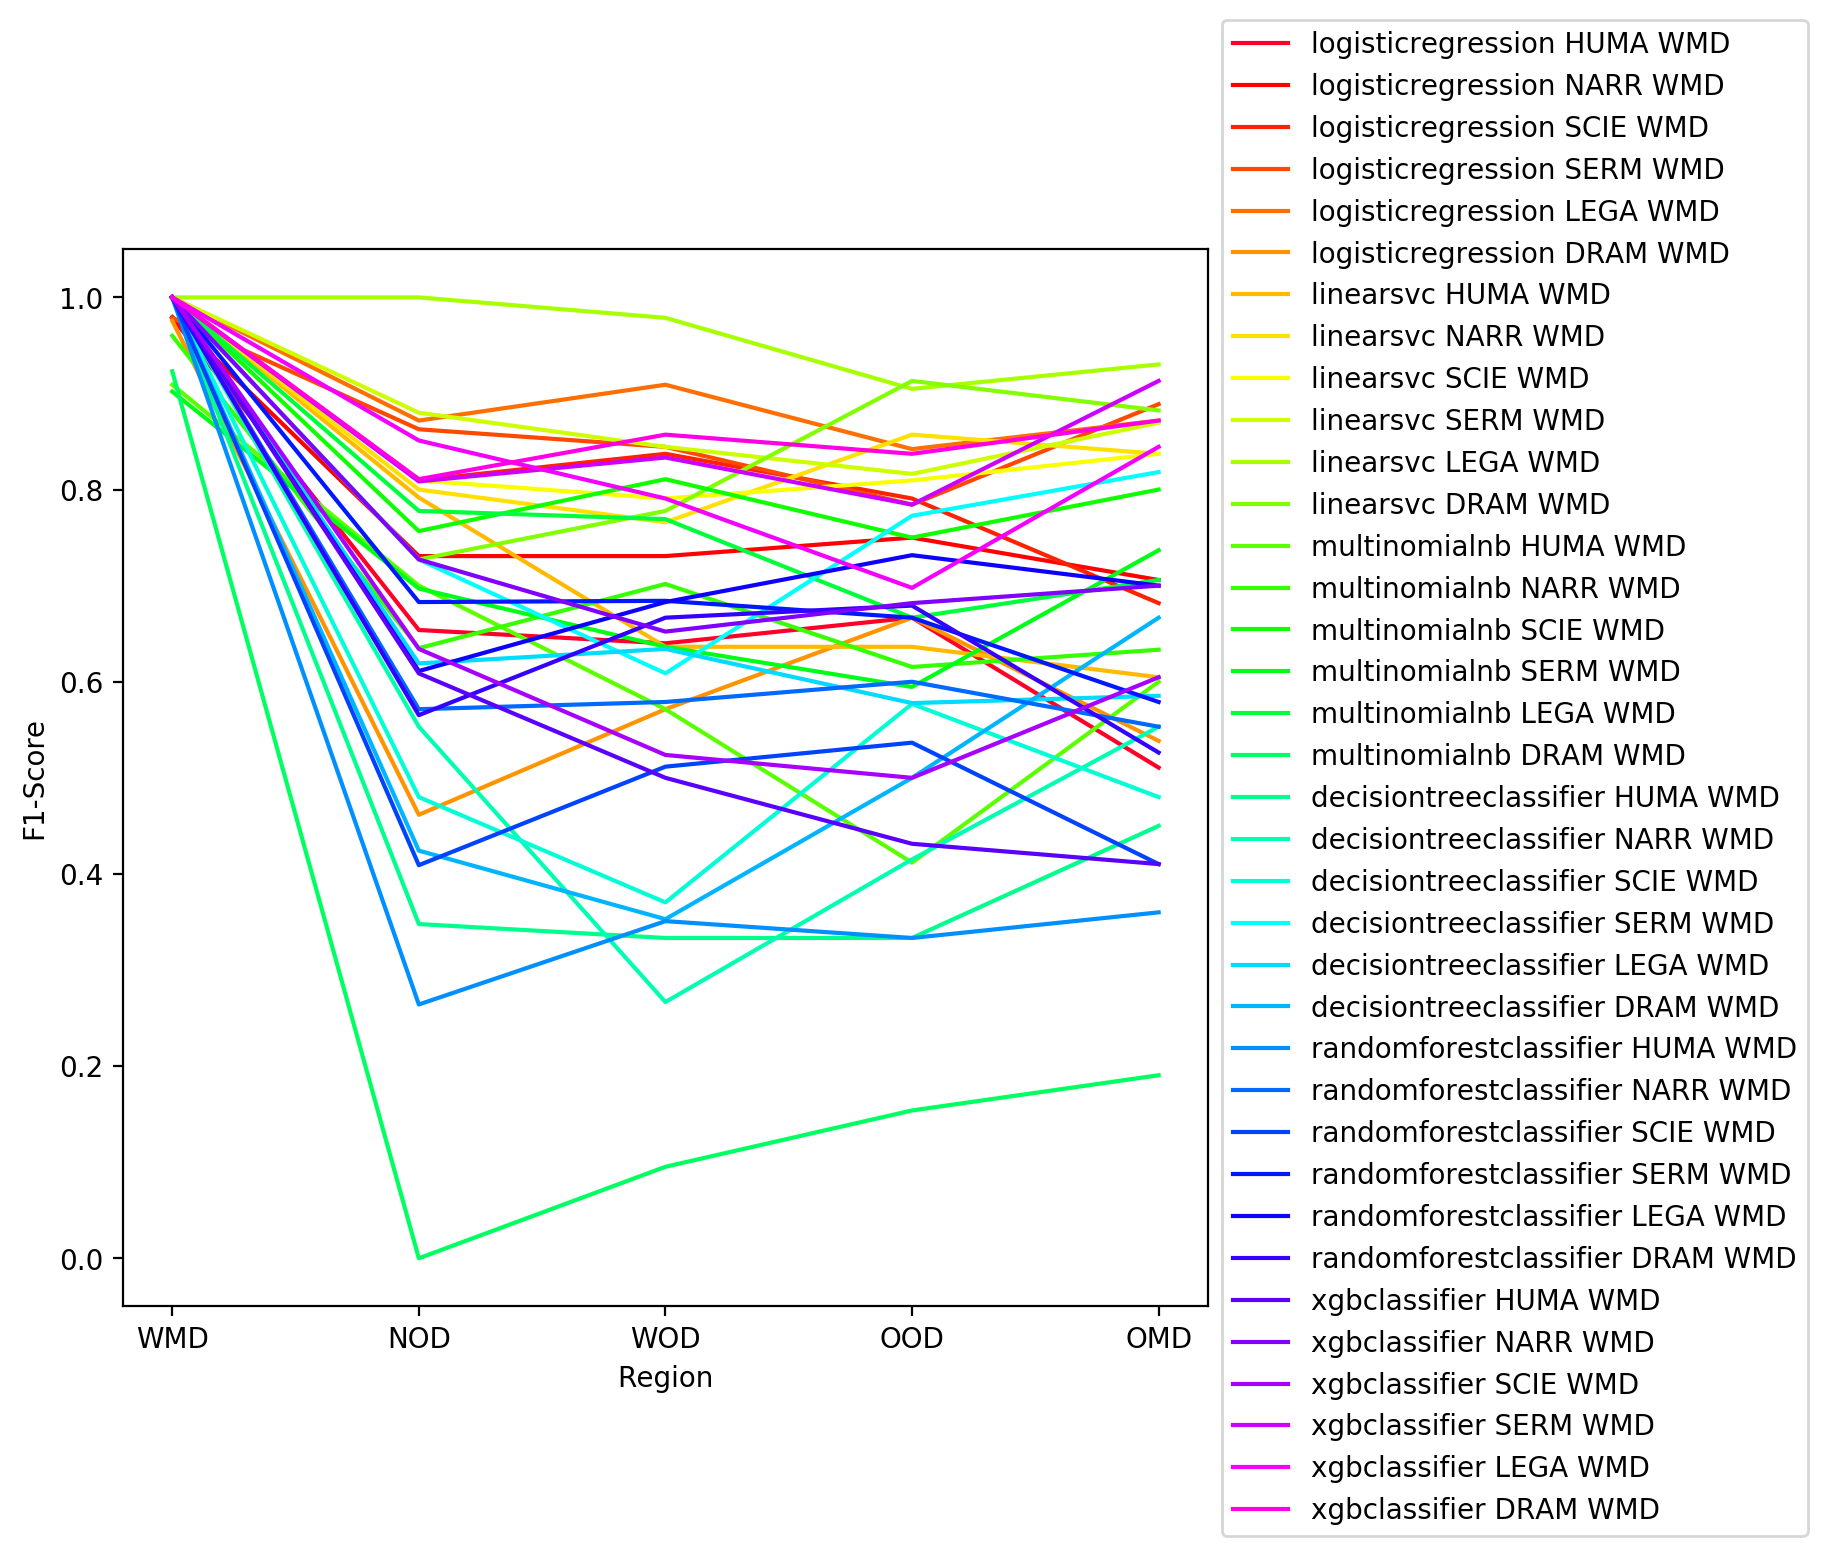 logisticregression HUMA WMD
logisticregression NARR WMD
logisticregression SCIE WMD
logisticregression SERM WMD
logisticregression LEGA WMD
logisticregression DRAM WMD
linearsvc HUMA WMD
linearsvc NARR WMD
linearsvc SCIE WMD
linearsvc SERM WMD
linearsvc LEGA WMD
linearsvc DRAM WMD
multinomialnb HUMA WMD
multinomialnb NARR WMD
multinomialnb SCIE WMD
multinomialnb SERM WMD
multinomialnb LEGA WMD
multinomialnb DRAM WMD
decisiontreeclassifier HUMA WMD
decisiontreeclassifier NARR WMD
decisiontreeclassifier SCIE WMD
decisiontreeclassifier SERM WMD
decisiontreeclassifier LEGA WMD
decisiontreeclassifier DRAM WMD
randomforestclassifier HUMA WMD
randomforestclassifier NARR WMD
randomforestclassifier SCIE WMD
randomforestclassifier SERM WMD
randomforestclassifier LEGA WMD
randomforestclassifier DRAM WMD
xgbclassifier HUMA WMD
xgbclassifier NARR WMD
xgbclassifier SCIE WMD
xgbclassifier SERM WMD
xgbclassifier LEGA WMD
xgbclassifier DRAM WMD
1.0
0.8
0.6
0.4
0.2
0.0
F1-Score
WMD NOD WOD OOD OMD
Region